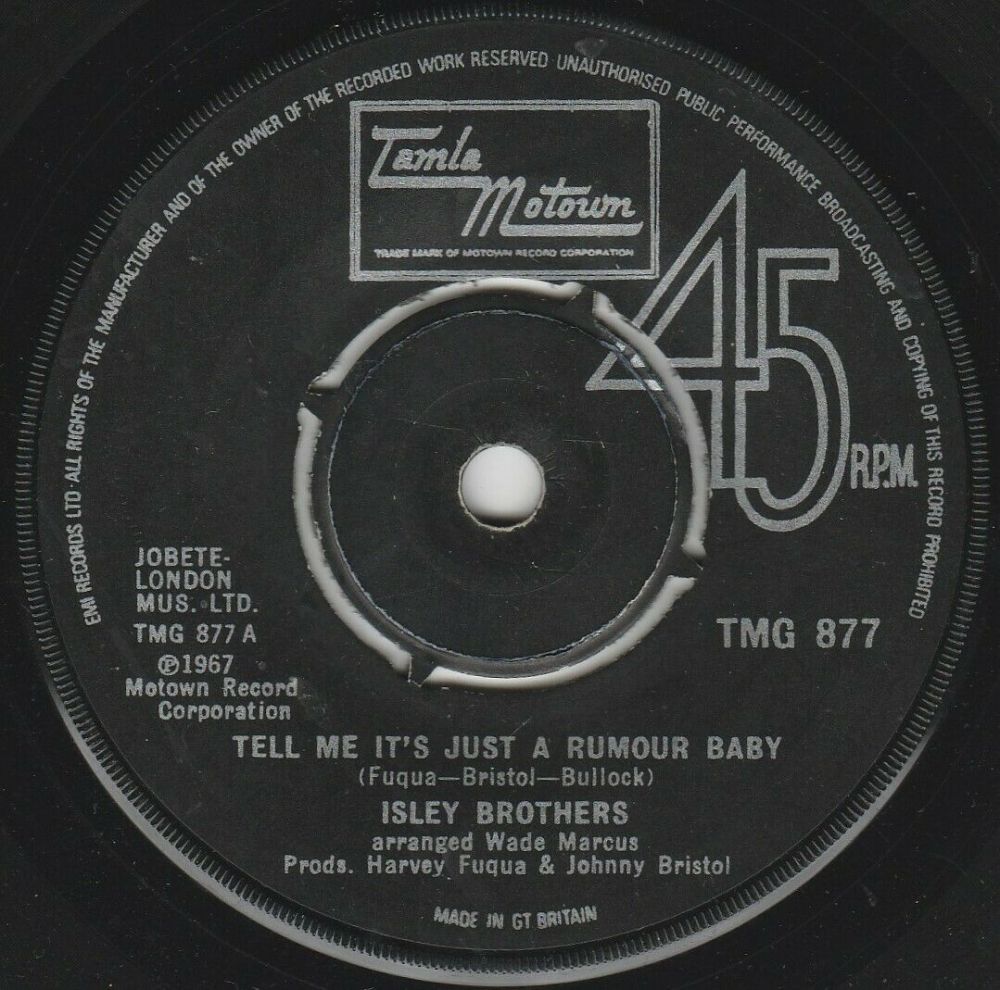 EMI RECORDS LTD · ALL RIGHTS OF THE MANUFACTURER AND OF THE OWNER OF THE RECORDED WORK RESERVED UNAUTHORISED PUBLIC PERFORMANCE BROADCASTING AND COPYING OF THIS RECORD PROHIBITED
Tamla
Motown
TRADE MARK OF MOTOWN RECORD CORPORATION
45
R.P.M.
JOBETE-
LONDON
MUS. LTD.
TMG 877 A
℗1967
Motown Record
Corporation
TMG 877
TELL ME IT'S JUST A RUMOUR BABY
(Fuqua—Bristol—Bullock)
ISLEY BROTHERS
arranged Wade Marcus
Prods. Harvey Fuqua & Johnny Bristol
MADE IN GT BRITAIN